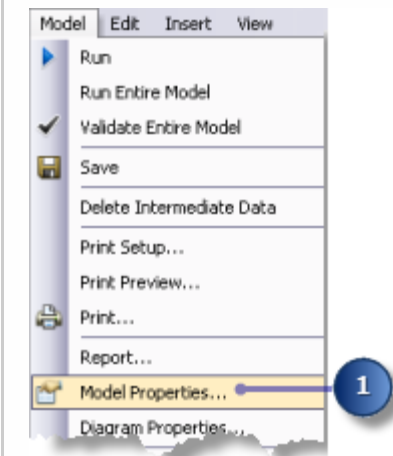 Model Edit Insert View
Run
Run Entire Model
Validate Entire Model
Save
Delete Intermediate Data
Print Setup...
Print Preview...
Print...
Report...
Model Properties... 1
Diagram Properties...